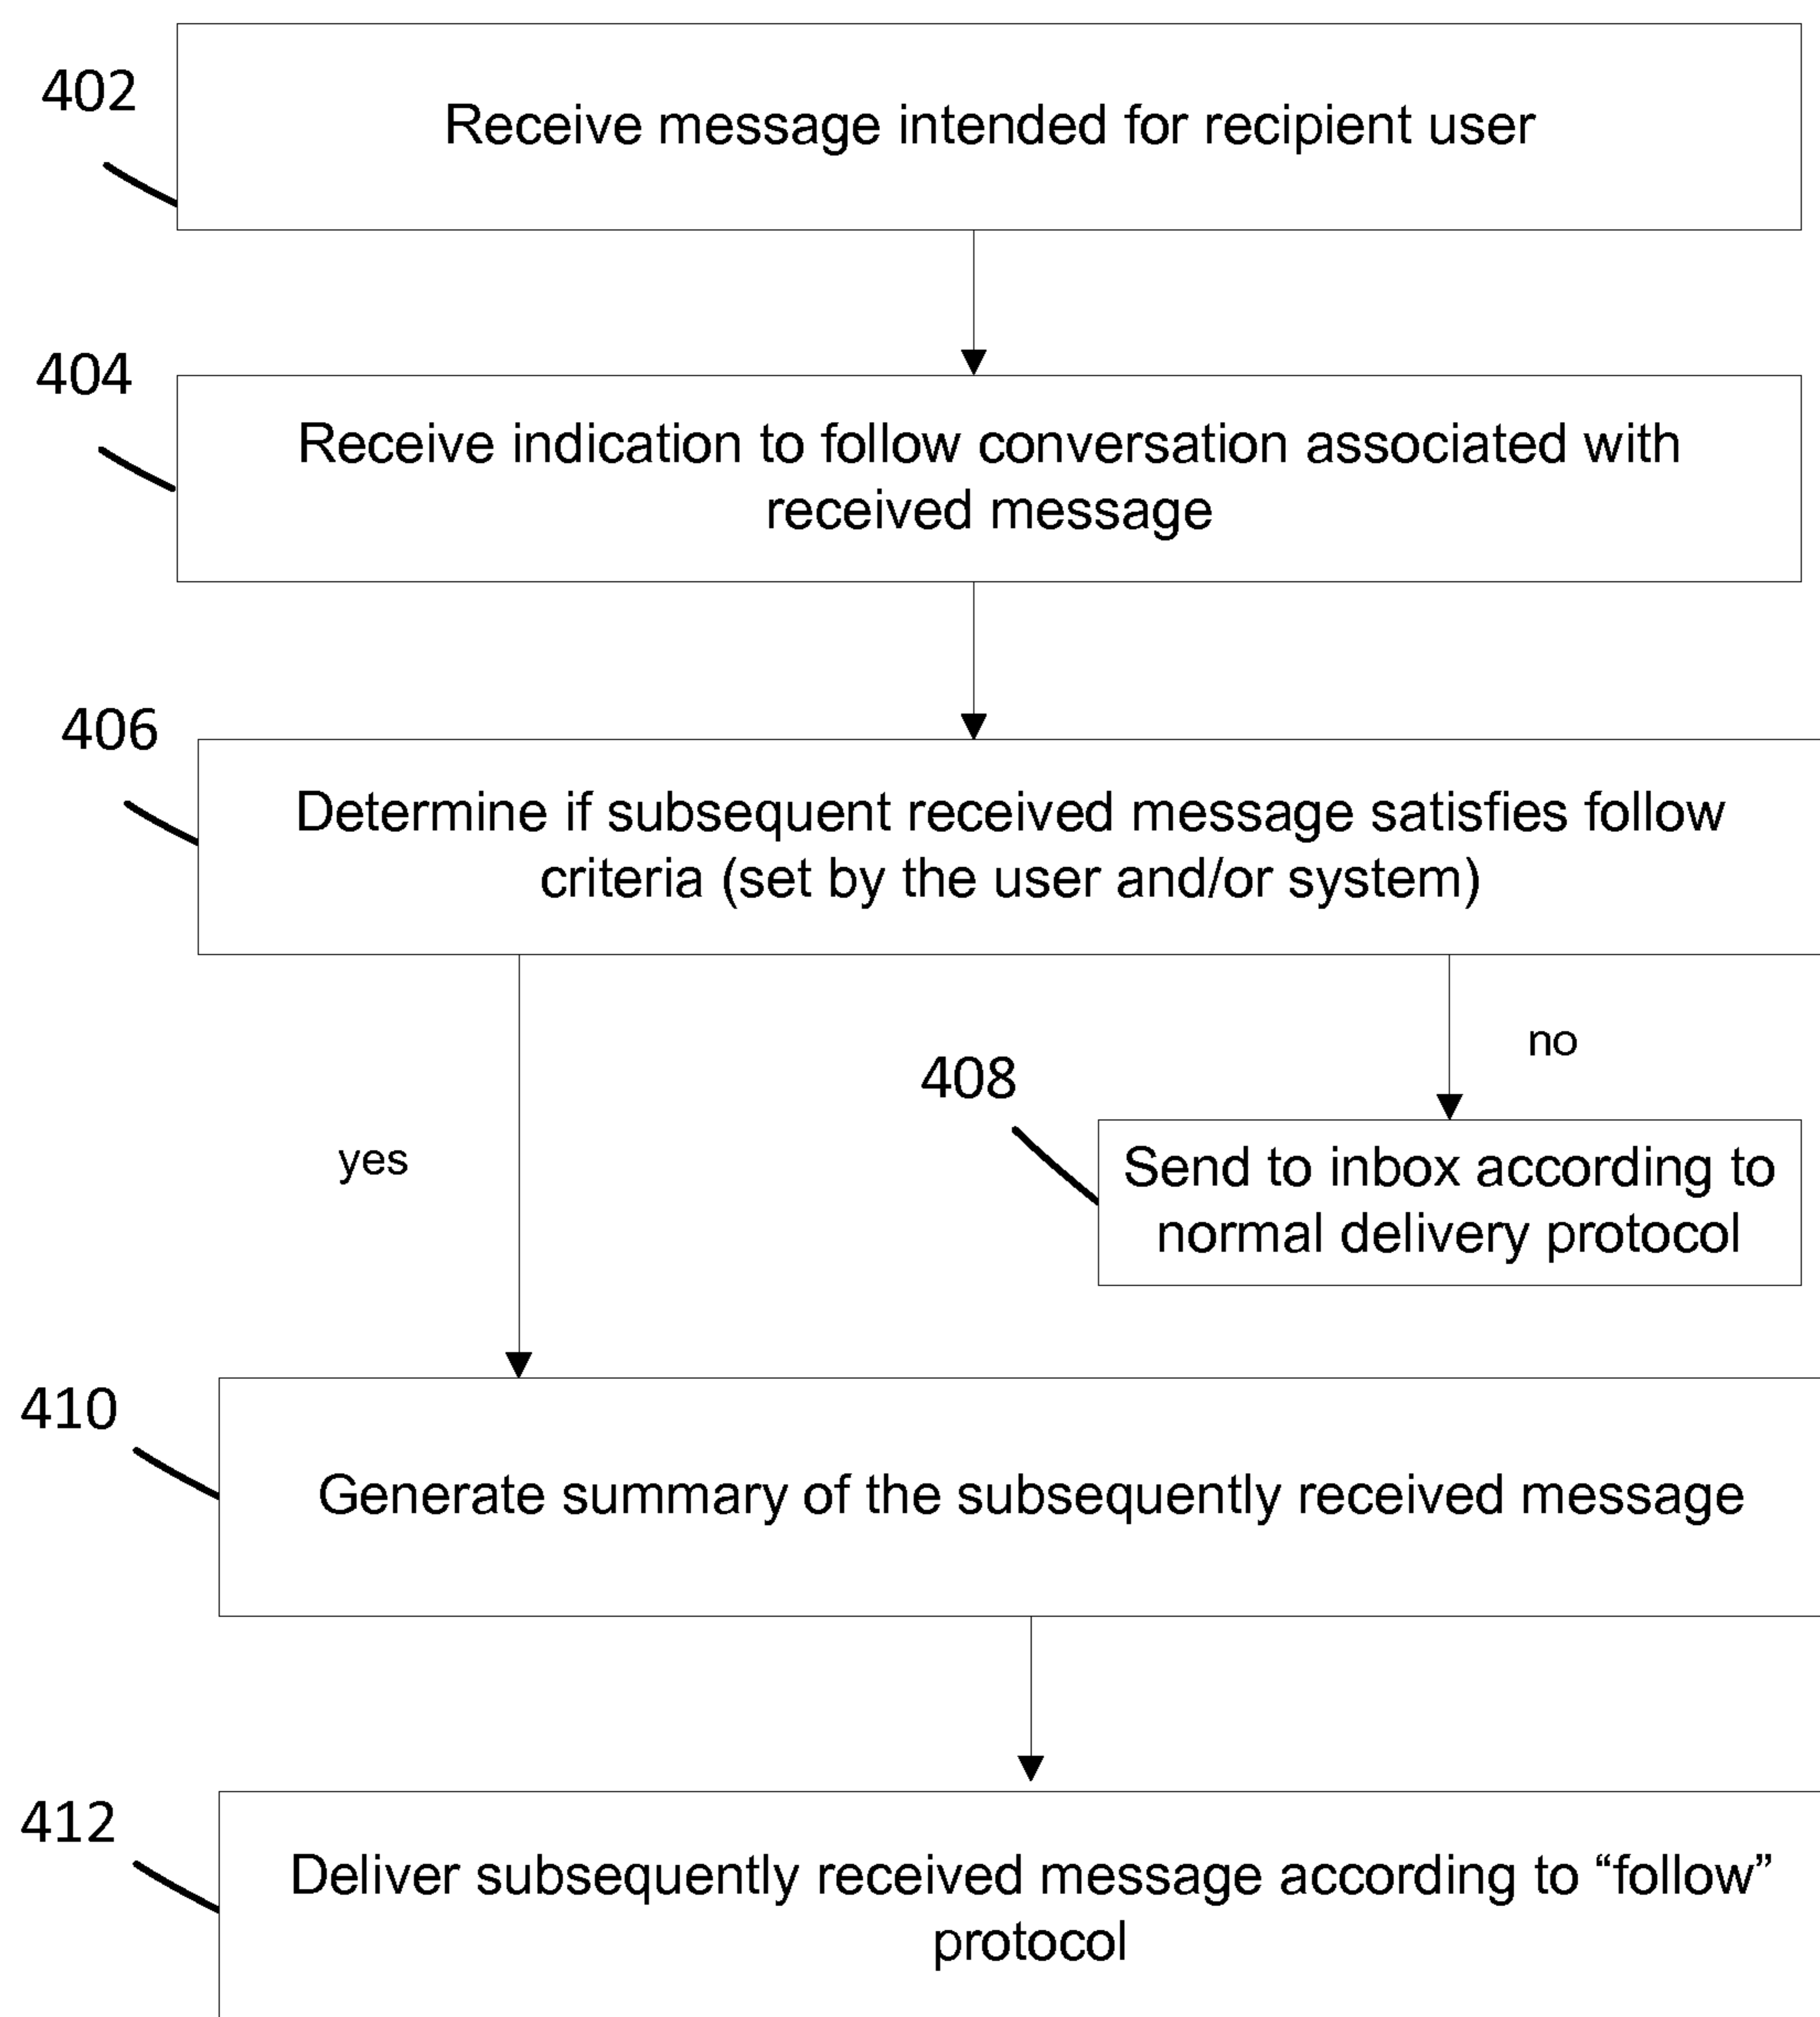 402
Receive message intended for recipient user
404
Receive indication to follow conversation associated with
received message
406
Determine if subsequent received message satisfies follow
criteria (set by the user and/or system)
no
408
yes
Send to inbox according to
normal delivery protocol
410
Generate summary of the subsequently received message
412
Deliver subsequently received message according to “follow”
protocol